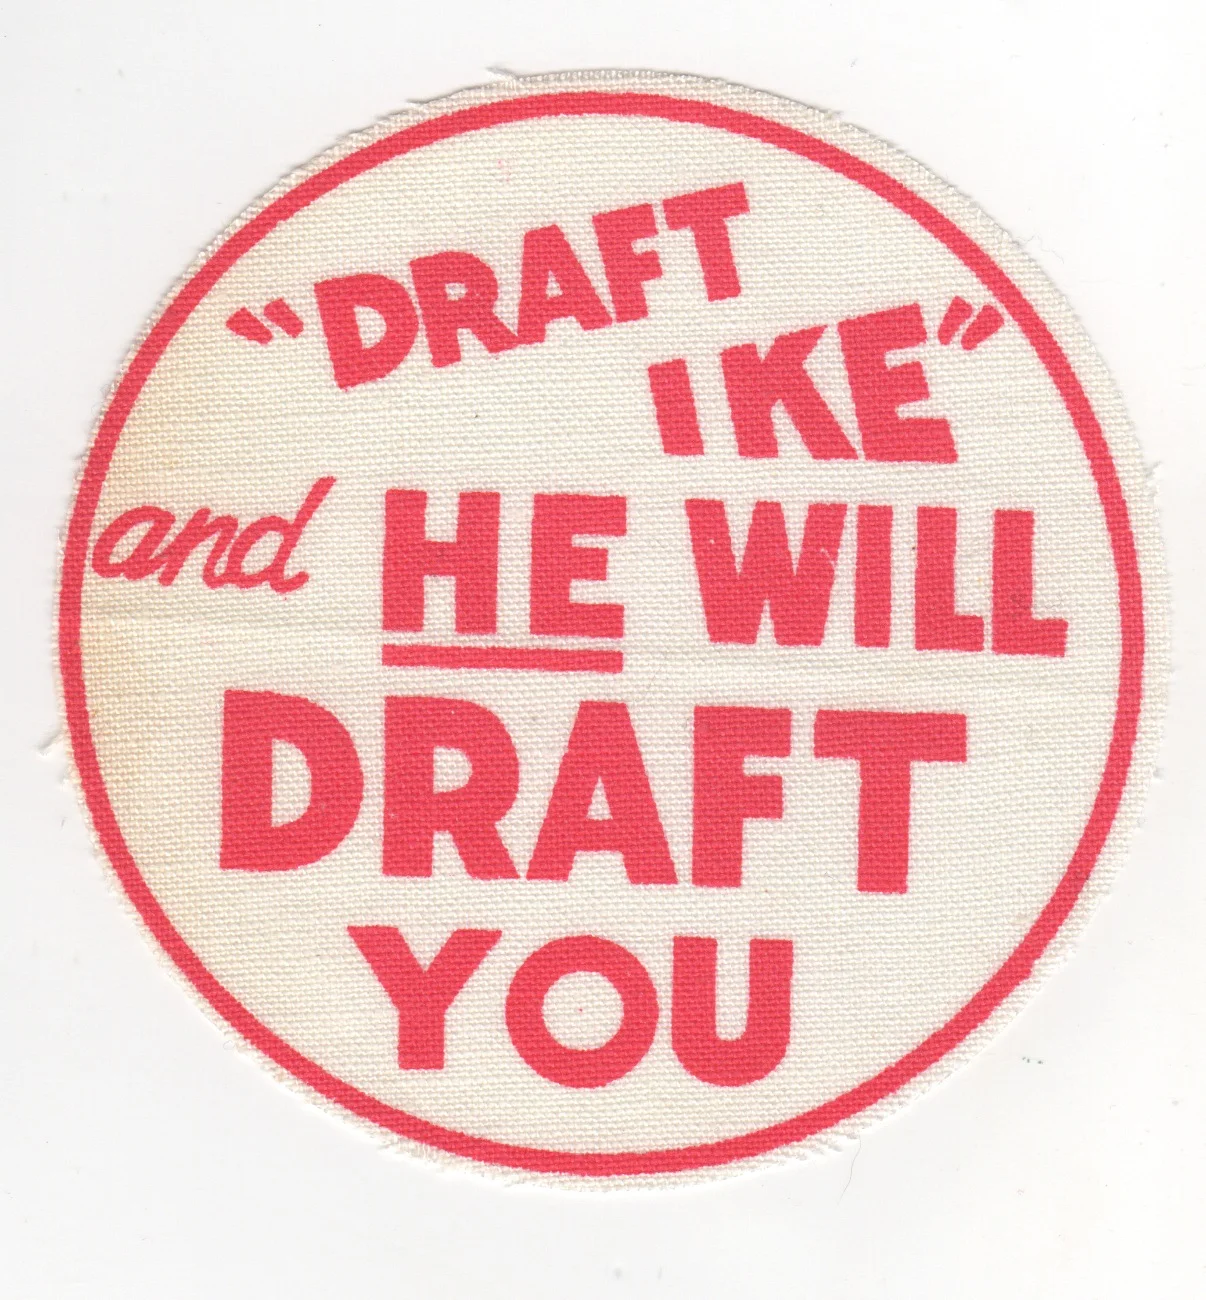 "DRAFT
IKE"
and HE WILL
DRAFT
YOU